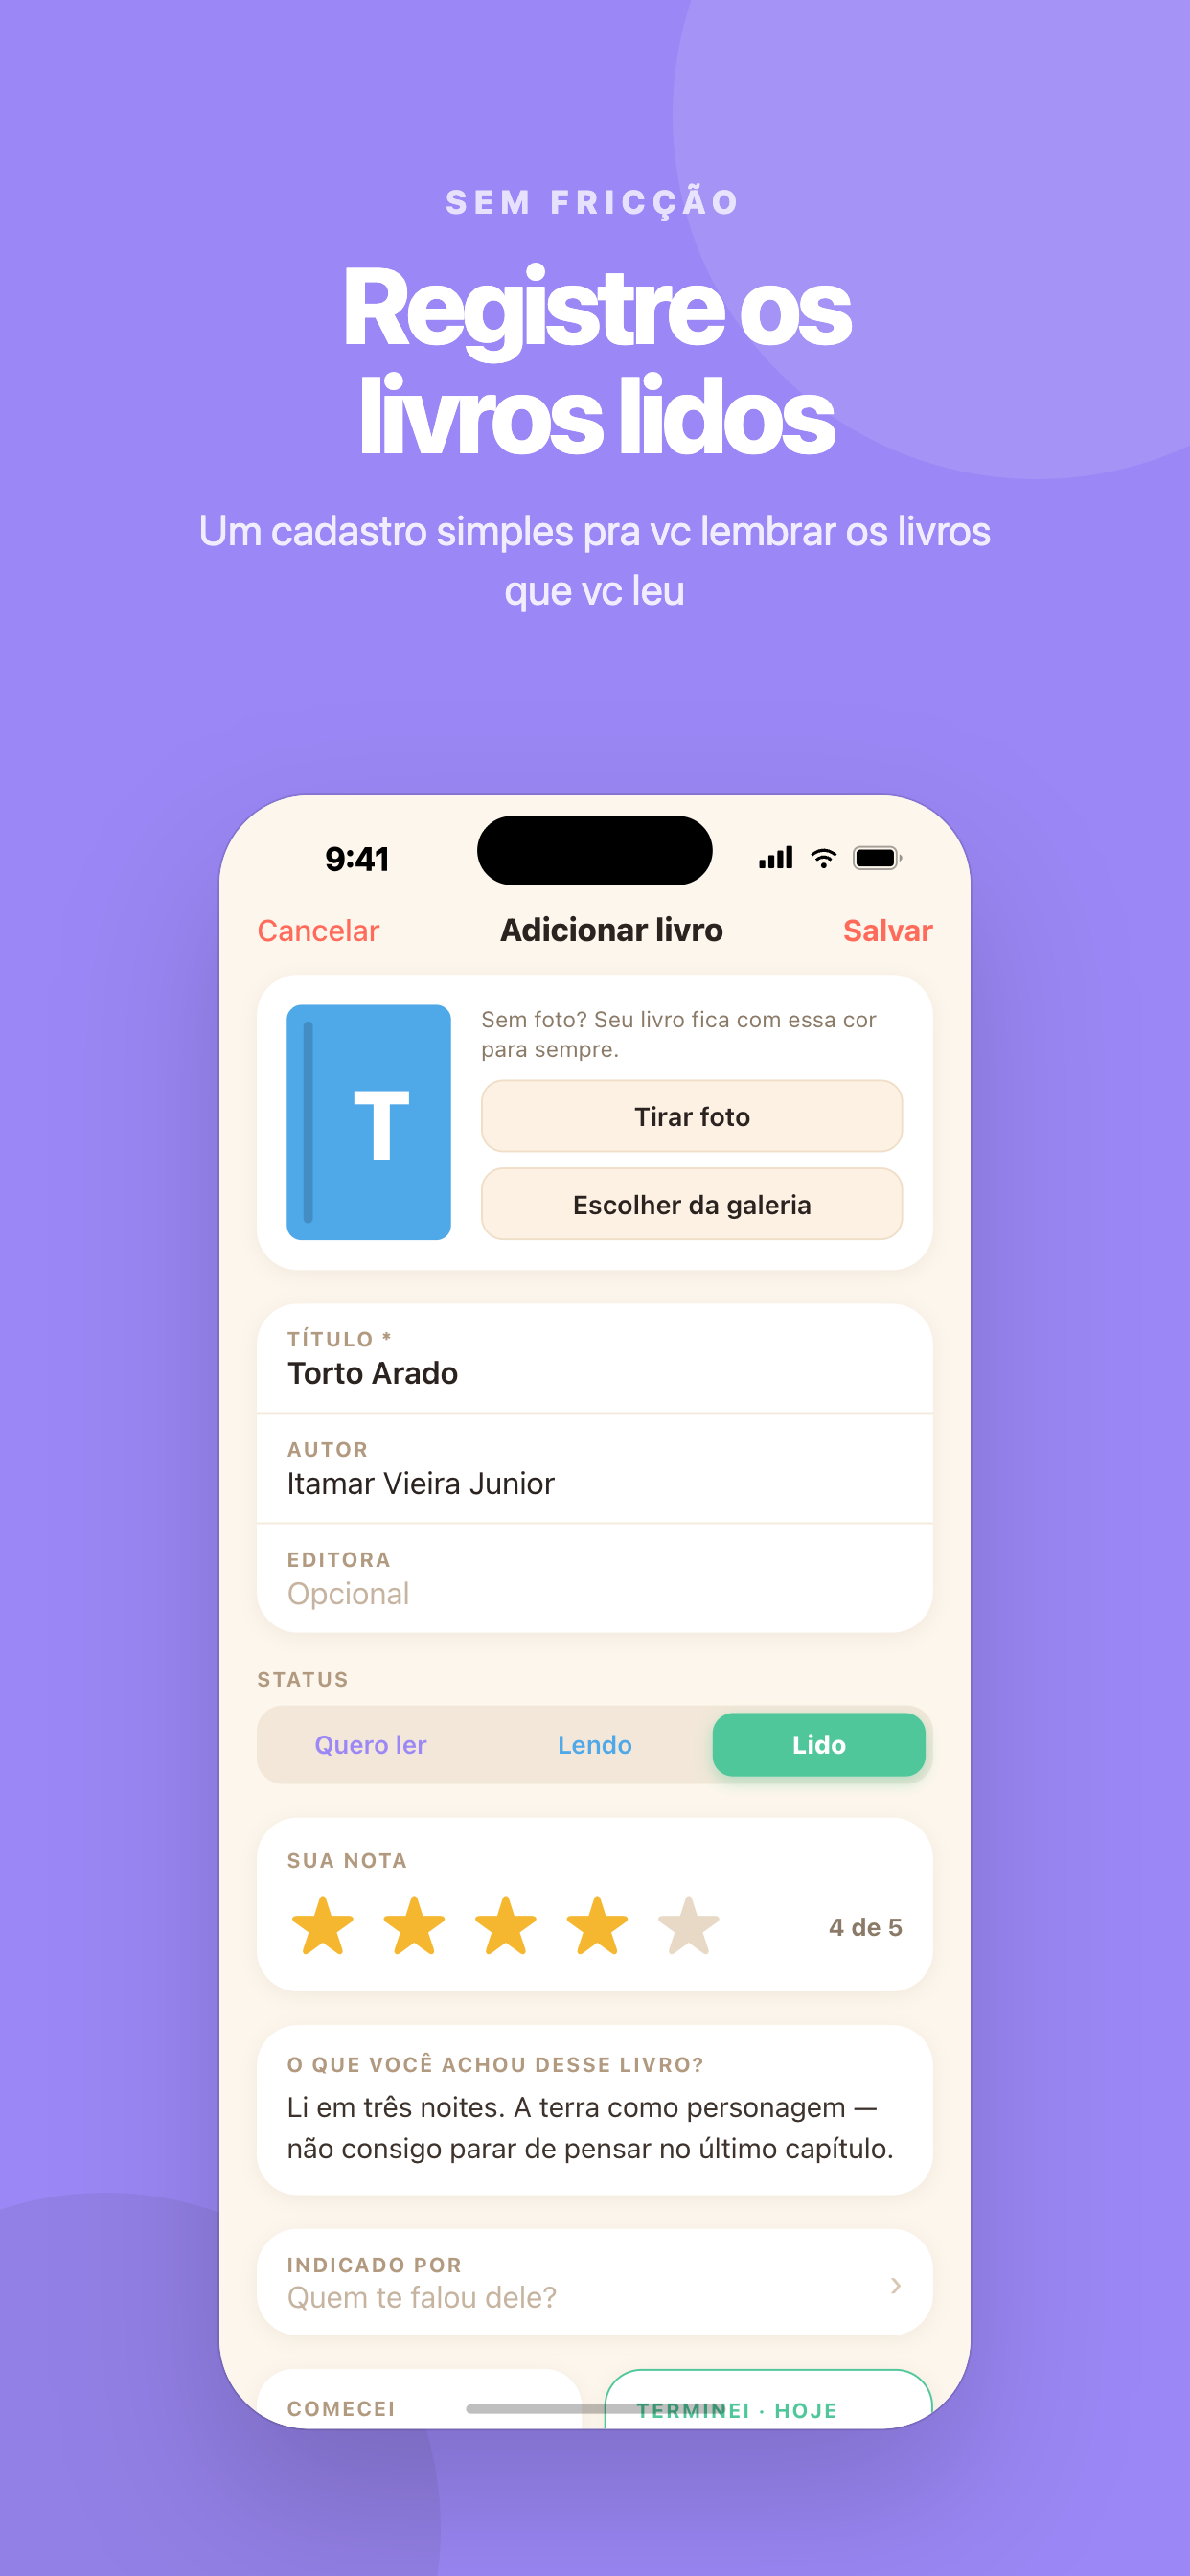 SEM FRICÇÃO
Registre os
livros lidos
Um cadastro simples pra vc lembrar os livros
que vc leu
9:41
Cancelar Adicionar livro Salvar
Sem foto? Seu livro fica com essa cor
para sempre.
T
Tirar foto
Escolher da galeria
TÍTULO *
Torto Arado
AUTOR
Itamar Vieira Junior
EDITORA
Opcional
STATUS
Quero ler Lendo Lido
SUA NOTA
4 de 5
O QUE VOCÊ ACHOU DESSE LIVRO?
Li em três noites. A terra como personagem —
não consigo parar de pensar no último capítulo.
INDICADO POR
Quem te falou dele? ›
COMECEI TERMINEI · HOJE